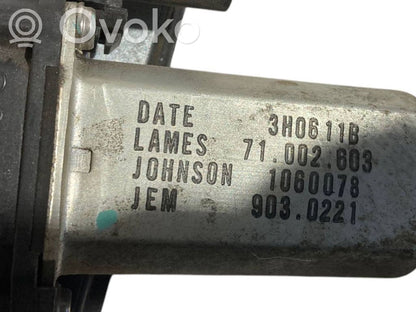 Ovoko
DATE 3H0611B
LAMES 71.002.603
JOHNSON 1060078
JEM 903.0221